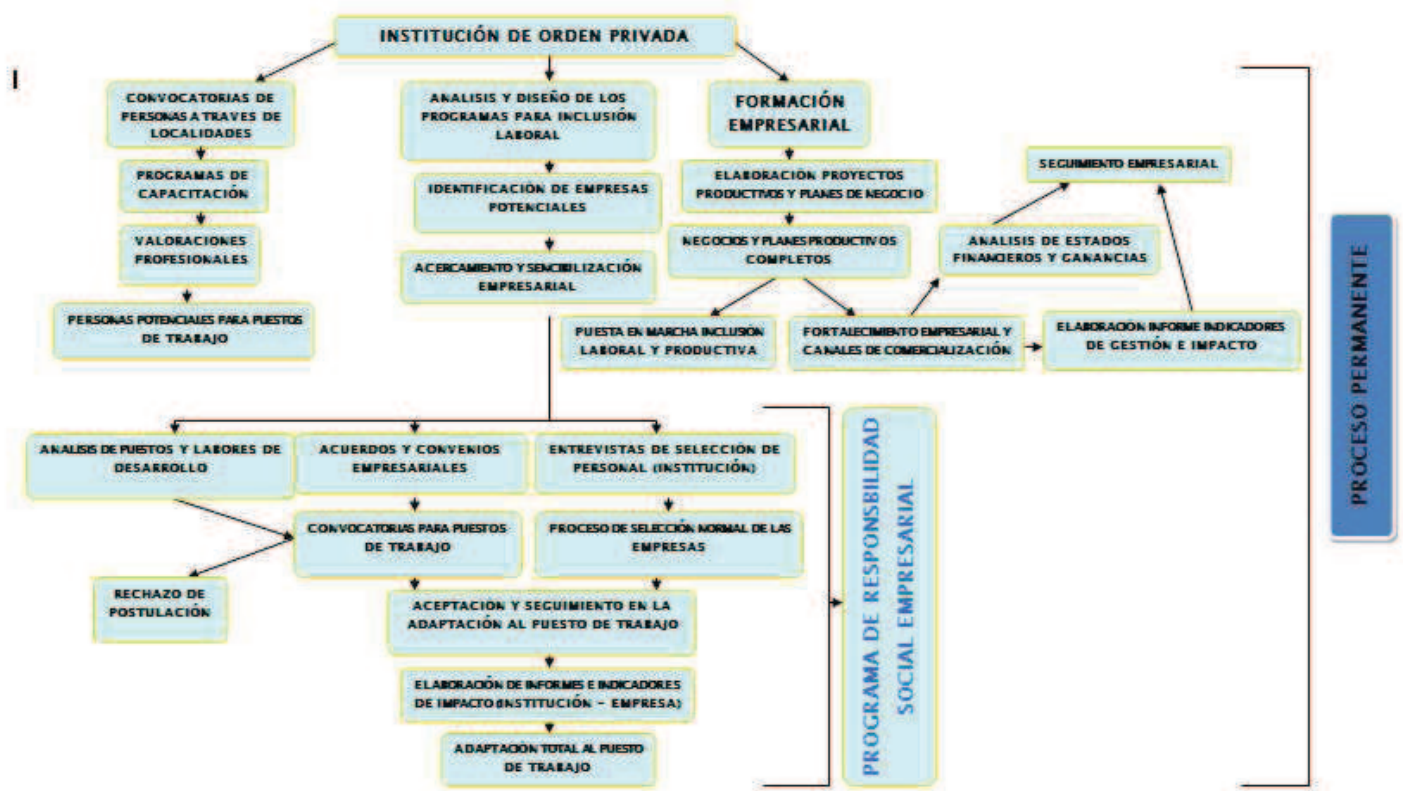 INSTITUCIÓN DE ORDEN PRIVADA
I
CONVOCATORIAS DE
PERSONAS A TRAVES DE
LOCALIDADES
ANALISIS Y DISEÑO DE LOS
PROGRAMAS PARA INCLUSIÓN
LABORAL
FORMACIÓN
EMPRESARIAL
PROGRAMAS DE
CAPACITACIÓN
IDENTIFICACIÓN DE EMPRESAS
POTENCIALES
ELABORACIÓN PROYECTOS
PRODUCTIVOS Y PLANES DE NEGOCIO
SEGUIMIENTO EMPRESARIAL
VALORACIONES
PROFESIONALES
ACERCAMIENTO Y SENCIBILIZACIÓN
EMPRESARIAL
NEGOCIOS Y PLANES PRODUCTIVOS
COMPLETOS
ANALISIS DE ESTADOS
FINANCIEROS Y GANANCIAS
PERSONAS POTENCIALES PARA PUESTOS
DE TRABAJO
PUESTA EN MARCHA INCLUSIÓN
LABORAL Y PRODUCTIVA
FORTALECIMIENTO EMPRESARIAL Y
CANALES DE COMERCIALIZACIÓN
ELABORACIÓN INFORME INDICADORES
DE GESTIÓN E IMPACTO
ANALISIS DE PUESTOS Y LABORES DE
DESARROLLO
ACUERDOS Y CONVENIOS
EMPRESARIALES
ENTREVISTAS DE SELECCIÓN DE
PERSONAL (INSTITUCIÓN)
CONVOCATORIAS PARA PUESTOS
DE TRABAJO
PROCESO DE SELECCIÓN NORMAL DE LAS
EMPRESAS
RECHAZO DE
POSTULACIÓN
ACEPTACIÓN Y SEGUIMIENTO EN LA
ADAPTACIÓN AL PUESTO DE TRABAJO
ELABORACIÓN DE INFORMES E INDICADORES
DE IMPACTO (INSTITUCIÓN – EMPRESA)
ADAPTACIÓN TOTAL AL PUESTO
DE TRABAJO
PROGRAMA DE RESPONSBILIDAD
SOCIAL EMPRESARIAL
PROCESO PERMANENTE